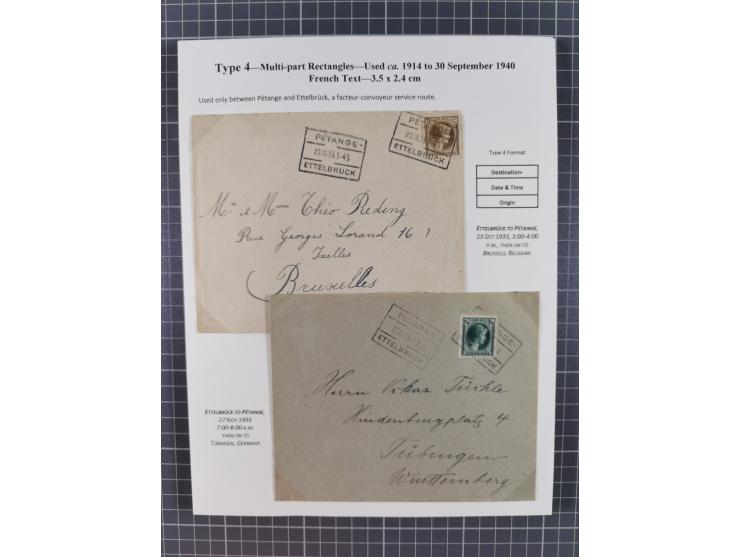 Type 4—Multi-part Rectangles—Used ca. 1914 to 30 September 1940
French Text—3.5 x 2.4 cm
Used only between Pétange and Ettelbrück, a facteur-convoyeur service route.
PÉTANGE-
ETTELBRUCK
PÉTANGE-
ETTELBRUCK
Mr et Mme Théo Reding
Rue Georges Lorand 16
Ixelles
Bruxelles
Type 4 Format
Destination-
Date & Time
Origin
ETTELBRÜCK TO PÉTANGE,
23 OCT 1933, 3:00-4:00
P.M., THEN ON TO
BRUSSELS, BELGIUM.
PÉTANGE-
ETTELBRUCK
ETTELBRÜCK TO PÉTANGE,
27 NOV 1933
7:00-8:00 A.M.
THEN ON TO
TÜBINGEN, GERMANY.
Herrn Viktor Tückle
Hindenburgplatz 4
Tübingen
Württemberg